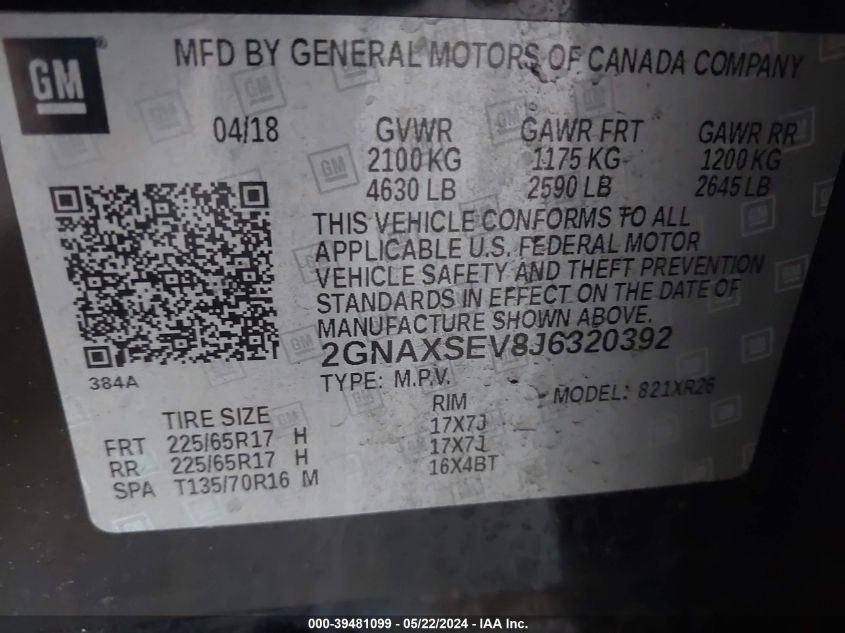 GM
MFD BY GENERAL MOTORS OF CANADA COMPANY
04/18 GVWR GAWR FRT GAWR RR
2100 KG 1175 KG 1200 KG
4630 LB 2590 LB 2645 LB
THIS VEHICLE CONFORMS TO ALL
APPLICABLE U.S. FEDERAL MOTOR
VEHICLE SAFETY AND THEFT PREVENTION
STANDARDS IN EFFECT ON THE DATE OF
MANUFACTURE SHOWN ABOVE.
2GNAXSEV8J6320392
384A
TYPE: M.P.V. MODEL: 821XR26
TIRE SIZE RIM
FRT 225/65R17 H 17X7J
RR 225/65R17 H 17X7J
SPA T135/70R16 M 16X4BT
000-39481099 - 05/22/2024 - IAA Inc.